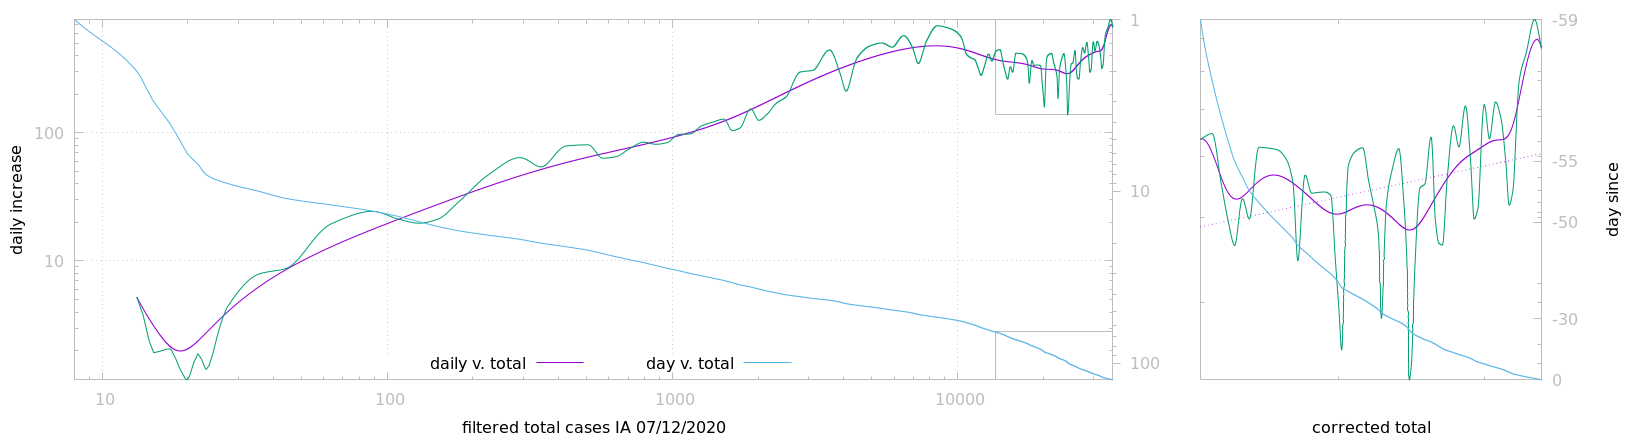 daily increase
100
10
10
100
1000
10000
1
10
100
daily v. total
day v. total
filtered total cases IA 07/12/2020
-59
-55
-50
-30
0
day since
corrected total